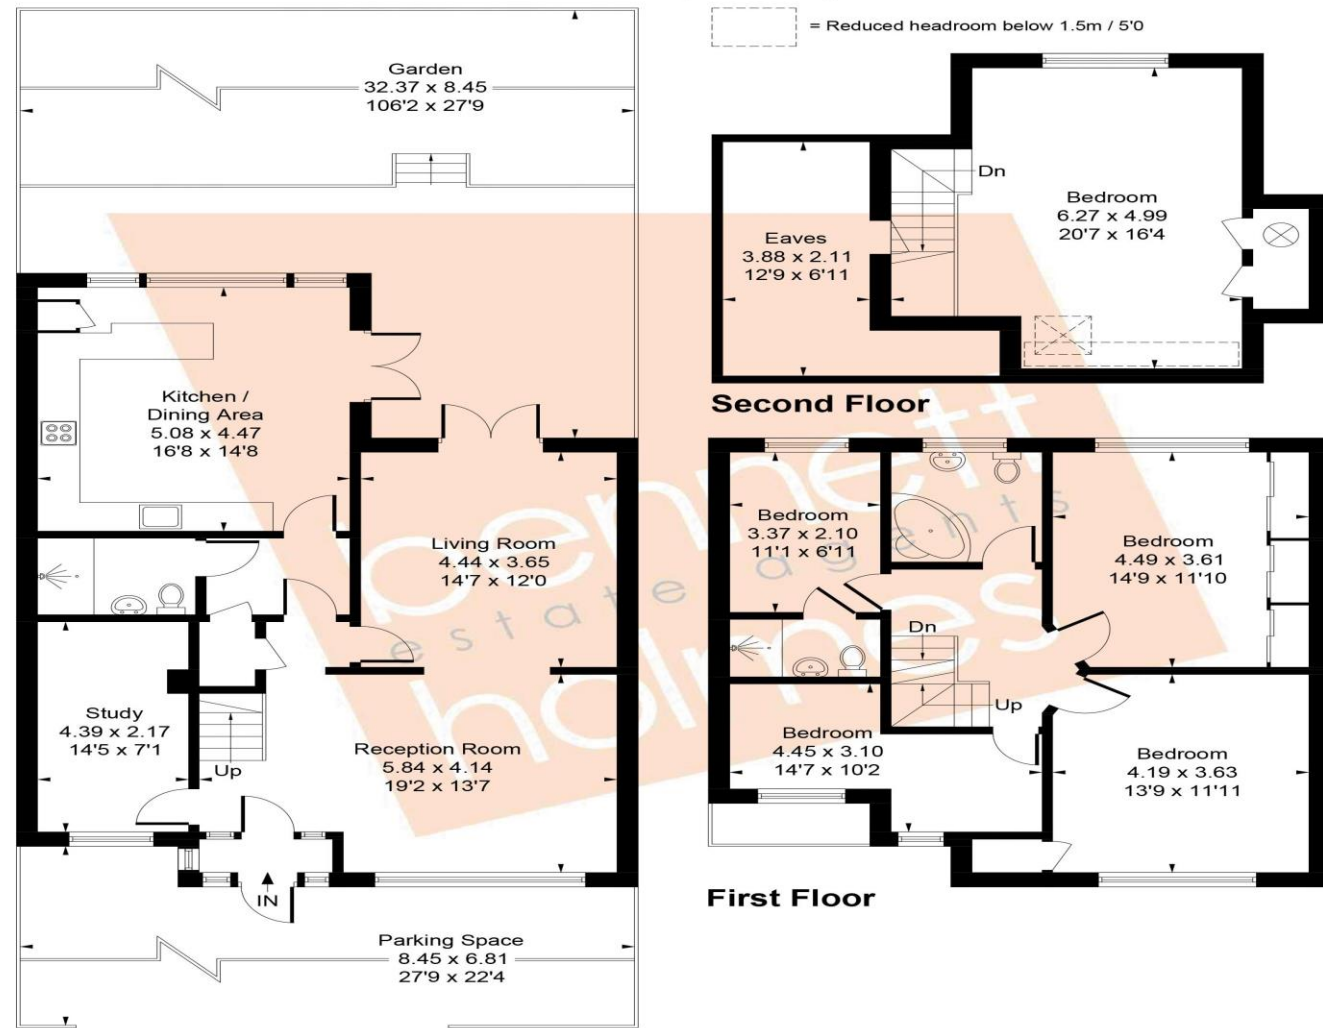 Garden
32.37 x 8.45
106'2 x 27'9
Kitchen /
Dining Area
5.08 x 4.47
16'8 x 14'8
Living Room
4.44 x 3.65
14'7 x 12'0
Study
4.39 x 2.17
14'5 x 7'1
Up
Reception Room
5.84 x 4.14
19'2 x 13'7
IN
Parking Space
8.45 x 6.81
27'9 x 22'4
= Reduced headroom below 1.5m / 5'0
Dn
Bedroom
6.27 x 4.99
20'7 x 16'4
Eaves
3.88 x 2.11
12'9 x 6'11
Second Floor
Bedroom
3.37 x 2.10
11'1 x 6'11
Bedroom
4.49 x 3.61
14'9 x 11'10
Dn
Up
Bedroom
4.45 x 3.10
14'7 x 10'2
Bedroom
4.19 x 3.63
13'9 x 11'11
First Floor
bennett
estate agents
holmes